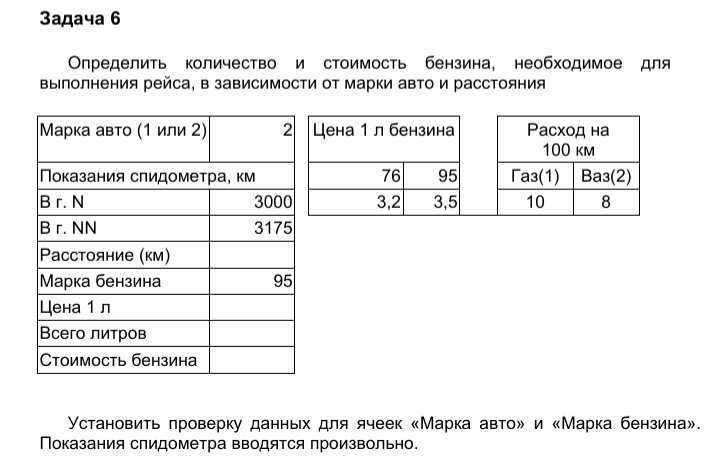 Задача 6
Определить количество и стоимость бензина, необходимое для
выполнения рейса, в зависимости от марки авто и расстояния
Марка авто (1 или 2) 2 Цена 1 л бензина Расход на
100 км
Показания спидометра, км 76 95 Газ(1) Ваз(2)
В г. N 3000 3,2 3,5 10 8
В г. NN 3175
Расстояние (км)
Марка бензина 95
Цена 1 л
Всего литров
Стоимость бензина
Установить проверку данных для ячеек «Марка авто» и «Марка бензина».
Показания спидометра вводятся произвольно.